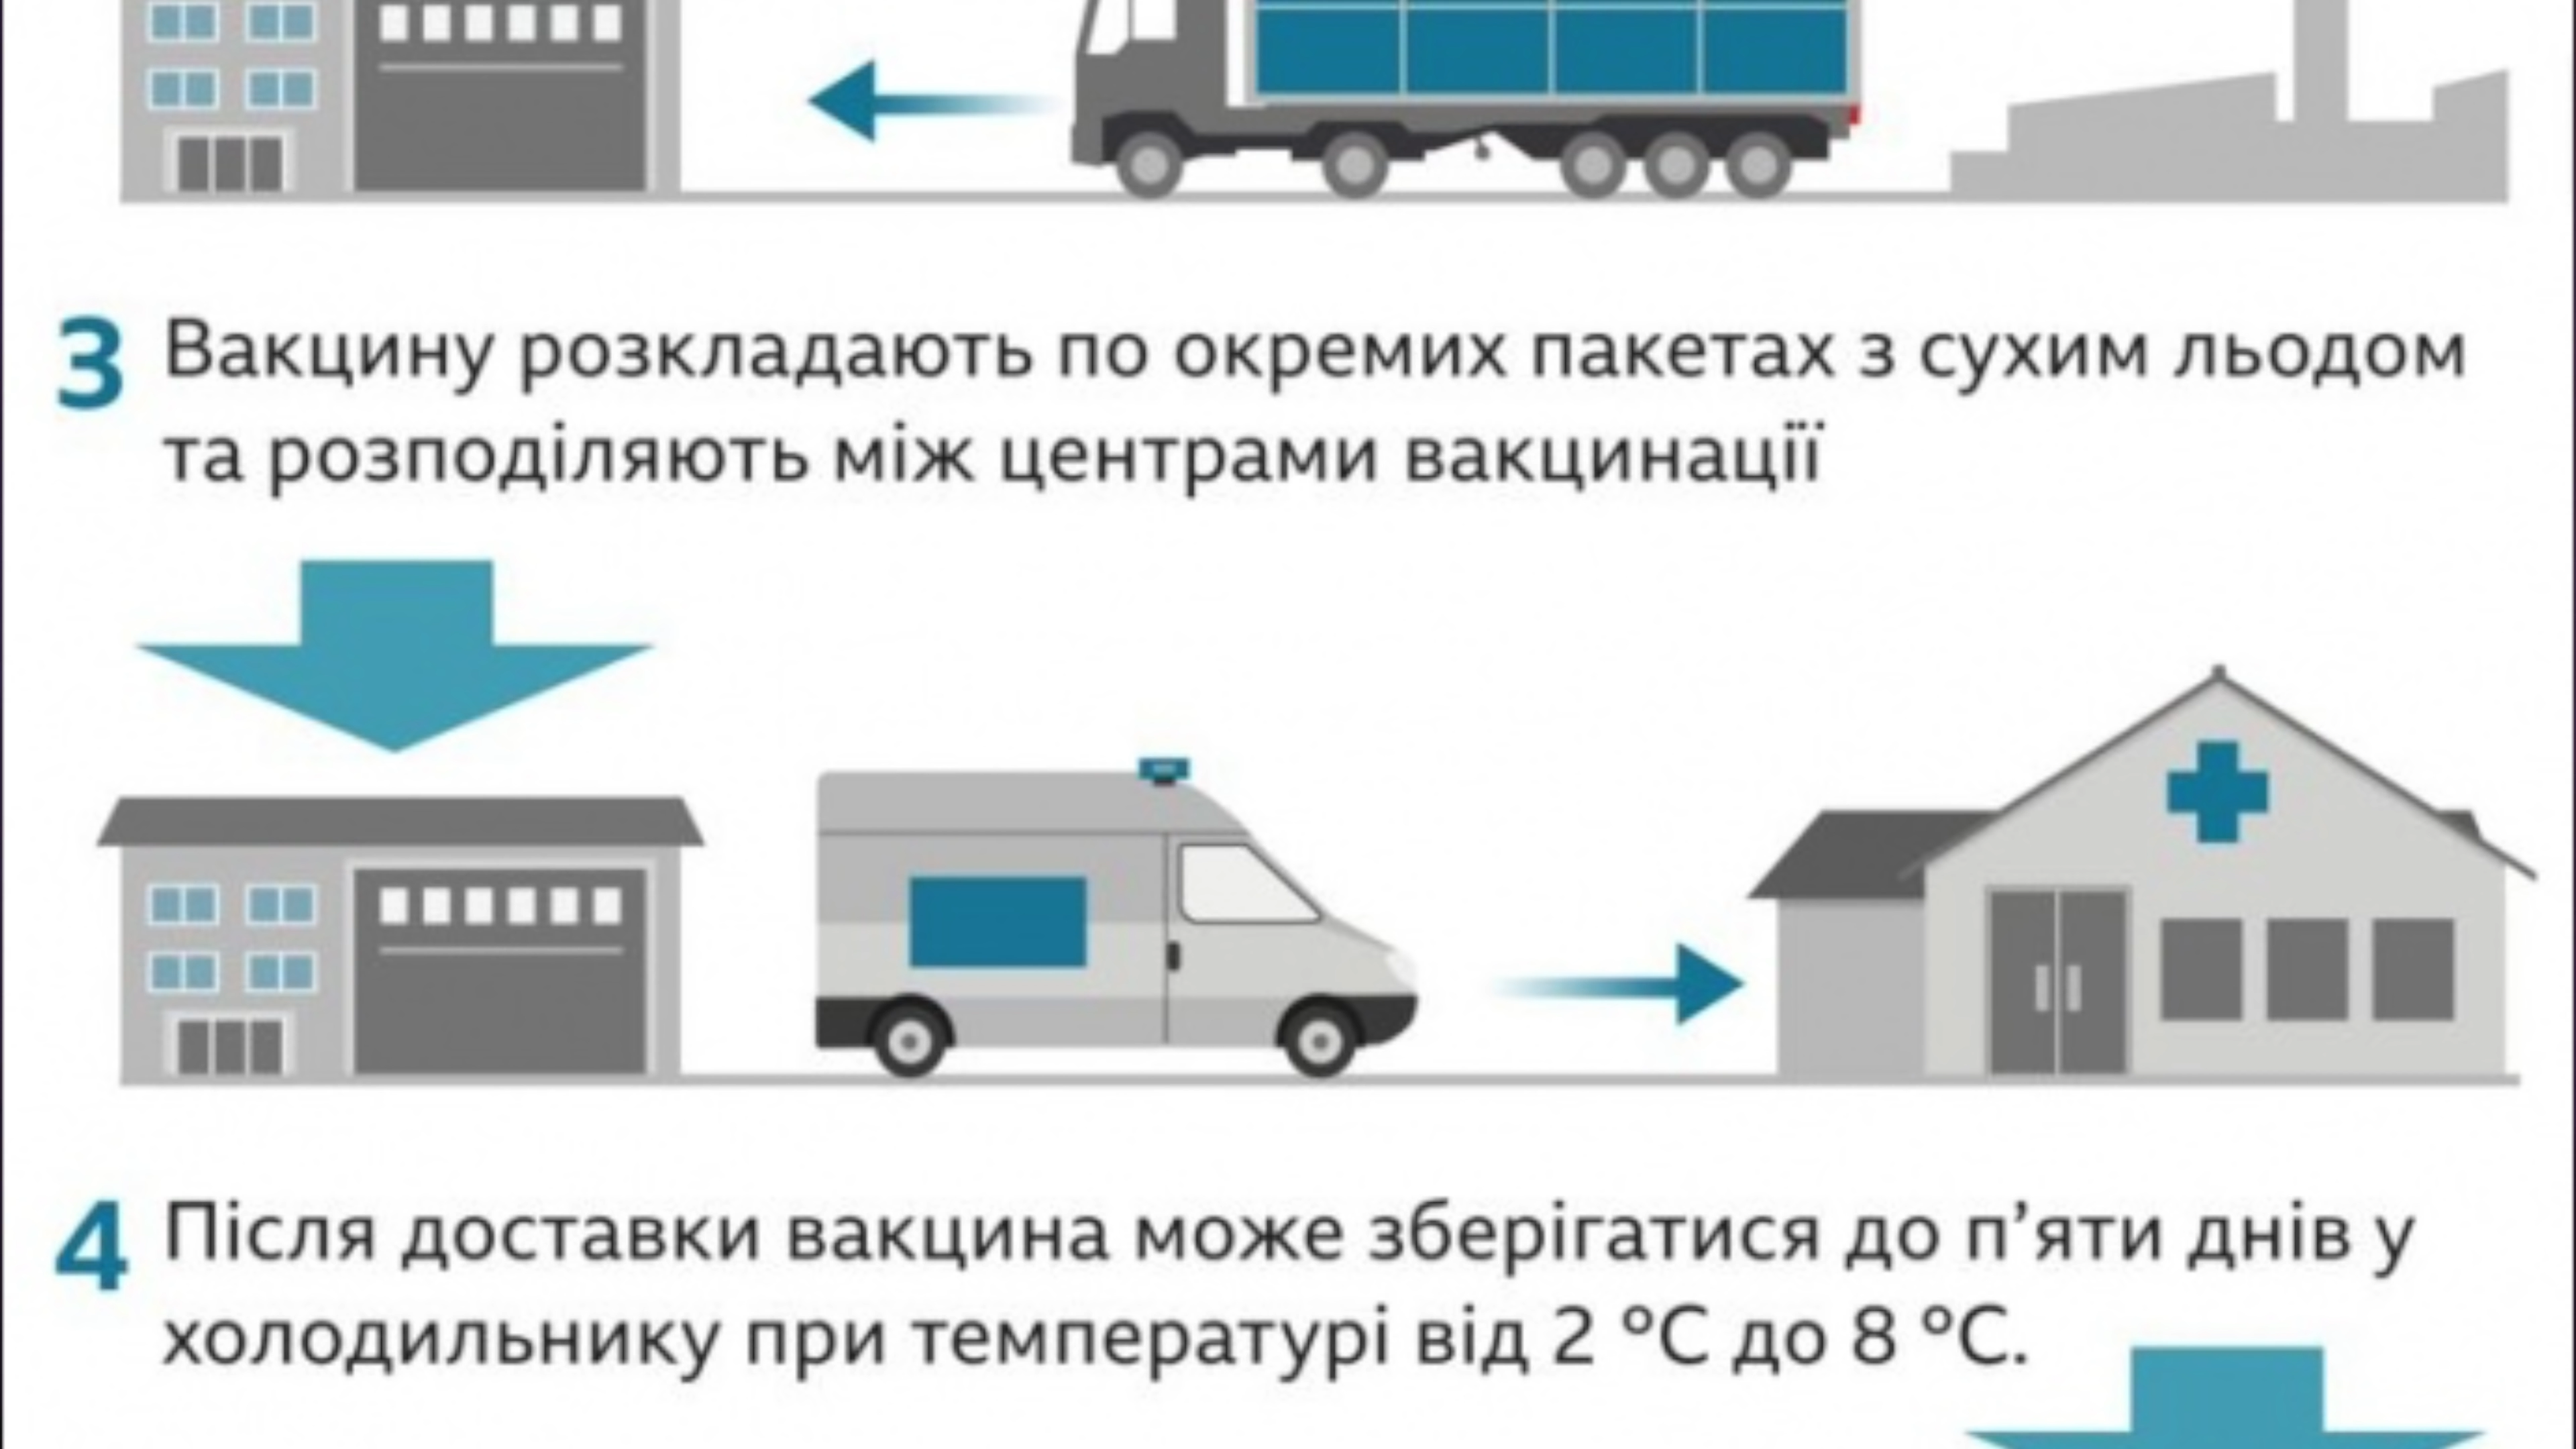 3 Вакцину розкладають по окремих пакетах з сухим льодом
та розподіляють між центрами вакцинації
4 Після доставки вакцина може зберігатися до п’яти днів у
холодильнику при температурі від 2 °C до 8 °C.